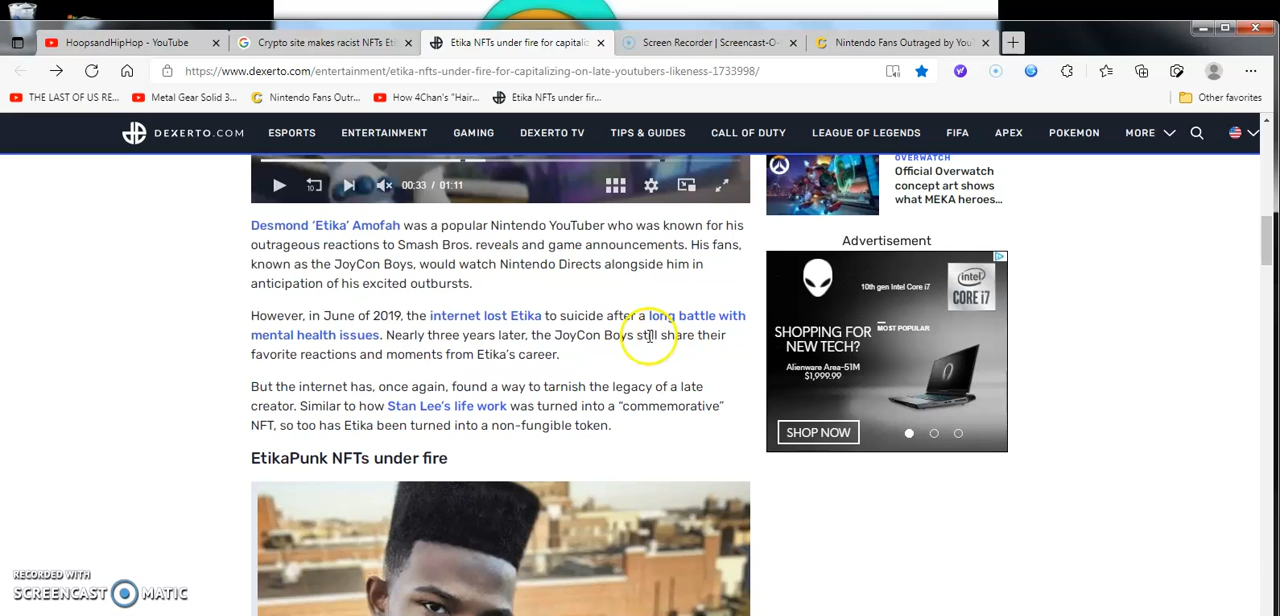 HoopsandHipHop - YouTube
Crypto site makes racist NFTs Eti
Etika NFTs under fire for capitaliz
Screen Recorder | Screencast-O-
Nintendo Fans Outraged by You
https://www.dexerto.com/entertainment/etika-nfts-under-fire-for-capitalizing-on-late-youtubers-likeness-1733998/
THE LAST OF US RE...
Metal Gear Solid 3...
Nintendo Fans Outr...
How 4Chan's "Hair...
Etika NFTs under fir...
Other favorites
DEXERTO.COM
ESPORTS
ENTERTAINMENT
GAMING
DEXERTO TV
TIPS & GUIDES
CALL OF DUTY
LEAGUE OF LEGENDS
FIFA
APEX
POKEMON
MORE
10
00:33 / 01:11
Desmond ‘Etika’ Amofah was a popular Nintendo YouTuber who was known for his
outrageous reactions to Smash Bros. reveals and game announcements. His fans,
known as the JoyCon Boys, would watch Nintendo Directs alongside him in
anticipation of his excited outbursts.
However, in June of 2019, the internet lost Etika to suicide after a long battle with
mental health issues. Nearly three years later, the JoyCon Boys still share their
favorite reactions and moments from Etika’s career.
But the internet has, once again, found a way to tarnish the legacy of a late
creator. Similar to how Stan Lee’s life work was turned into a “commemorative”
NFT, so too has Etika been turned into a non-fungible token.
EtikaPunk NFTs under fire
OVERWATCH
Official Overwatch
concept art shows
what MEKA heroes...
Advertisement
intel
CORE i7
10th gen Intel Core i7
SHOPPING FOR
NEW TECH?
MOST POPULAR
Alienware Area-51M
$1,999.99
SHOP NOW
RECORDED WITH
SCREENCAST MATIC